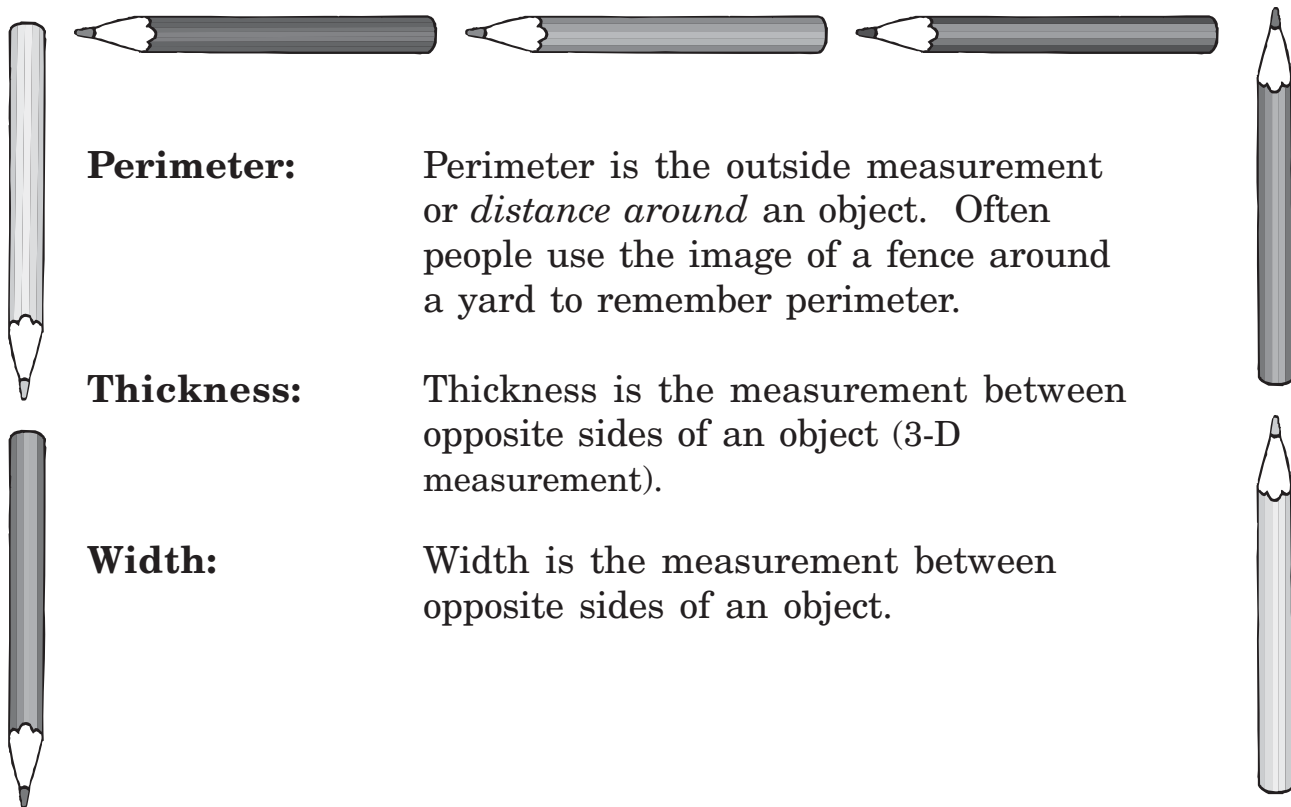 Perimeter: Perimeter is the outside measurement
or distance around an object. Often
people use the image of a fence around
a yard to remember perimeter.
Thickness: Thickness is the measurement between
opposite sides of an object (3-D
measurement).
Width: Width is the measurement between
opposite sides of an object.